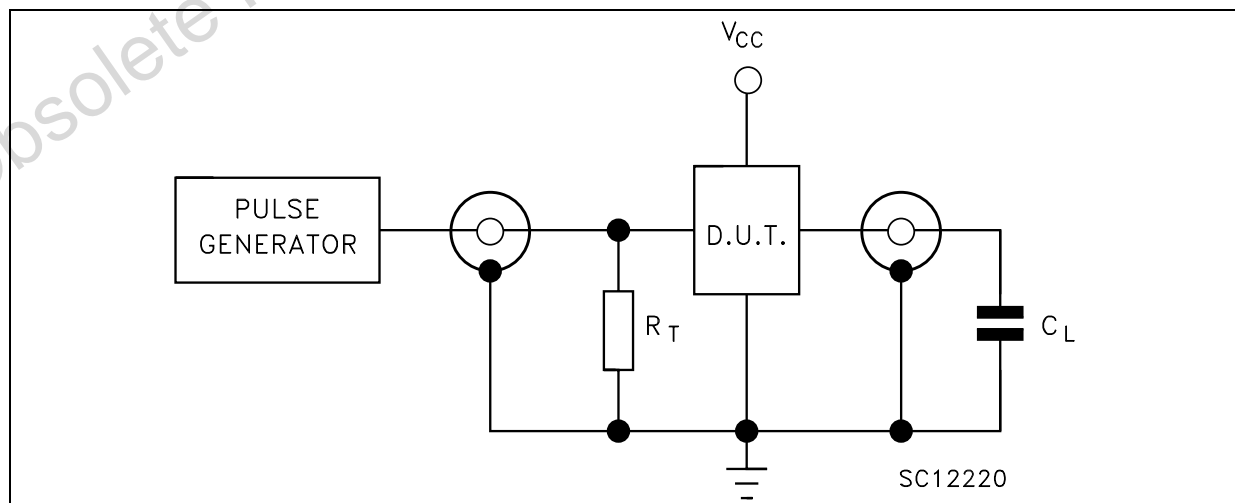 obsolete
VCC
PULSE
GENERATOR
D.U.T.
RT
CL
SC12220